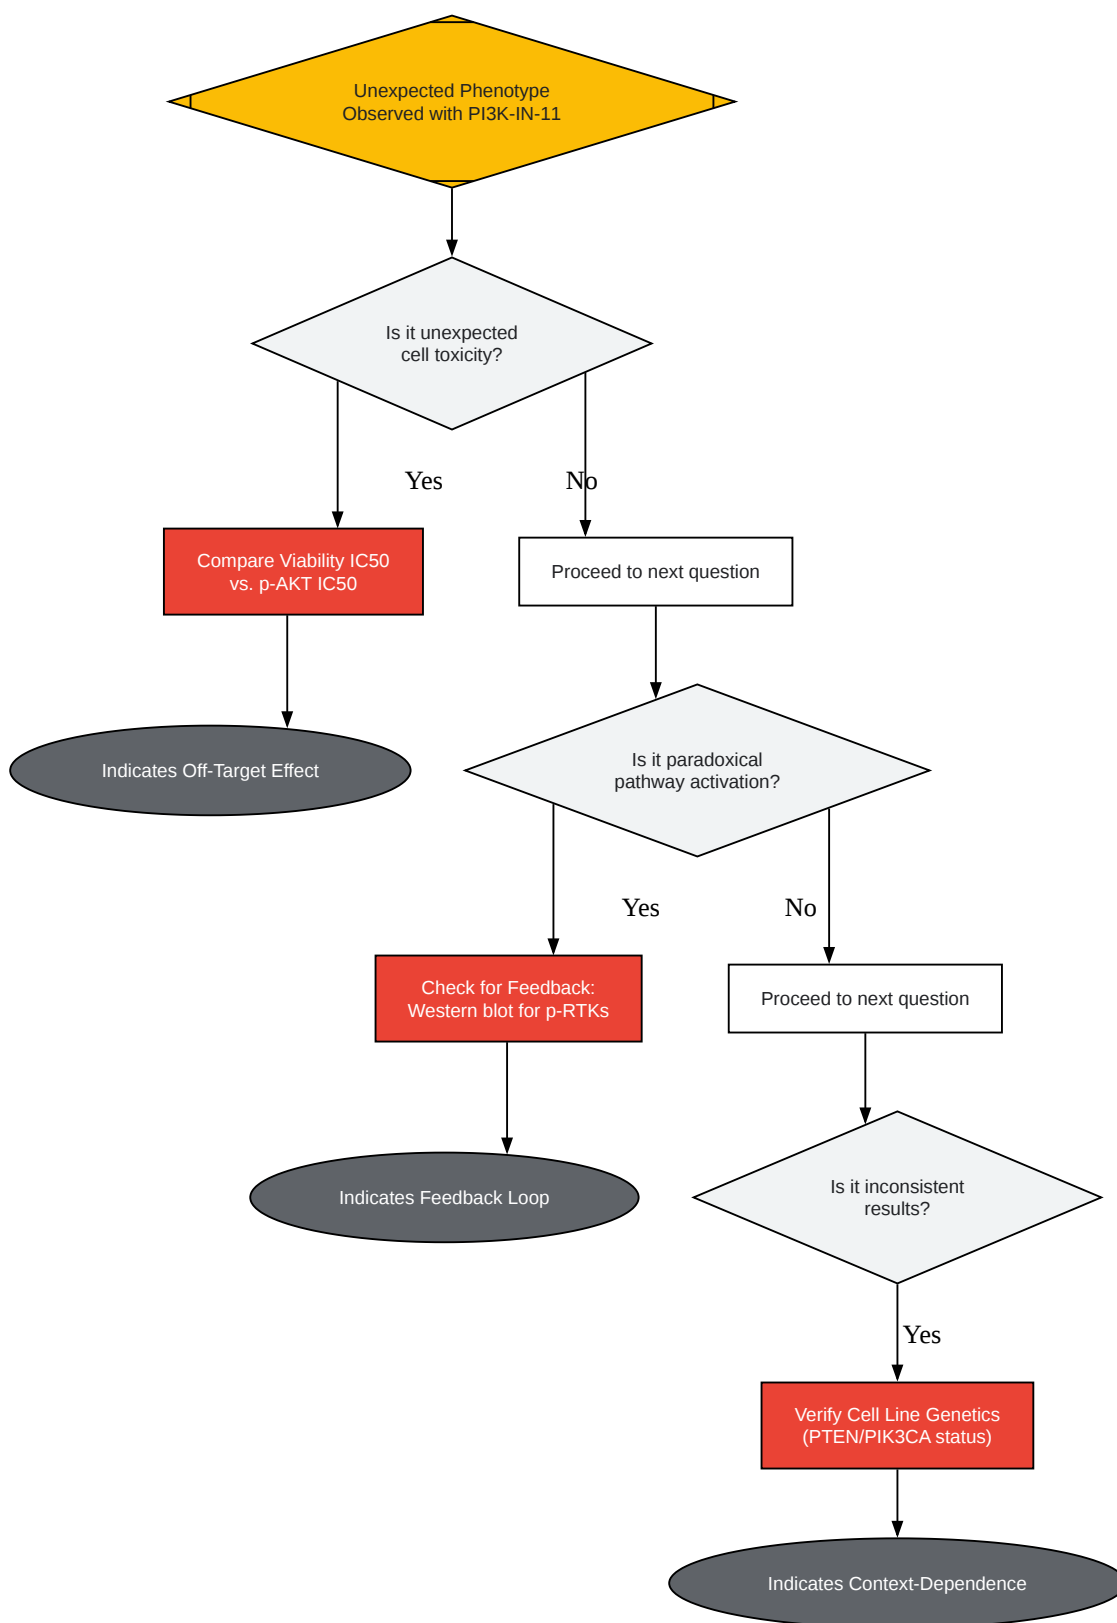 Unexpected Phenotype
Observed with PI3K-IN-11
Is it unexpected
cell toxicity?
Yes
No
Compare Viability IC50
vs. p-AKT IC50
Proceed to next question
Indicates Off-Target Effect
Is it paradoxical
pathway activation?
Yes
No
Check for Feedback:
Western blot for p-RTKs
Proceed to next question
Indicates Feedback Loop
Is it inconsistent
results?
Yes
Verify Cell Line Genetics
(PTEN/PIK3CA status)
Indicates Context-Dependence